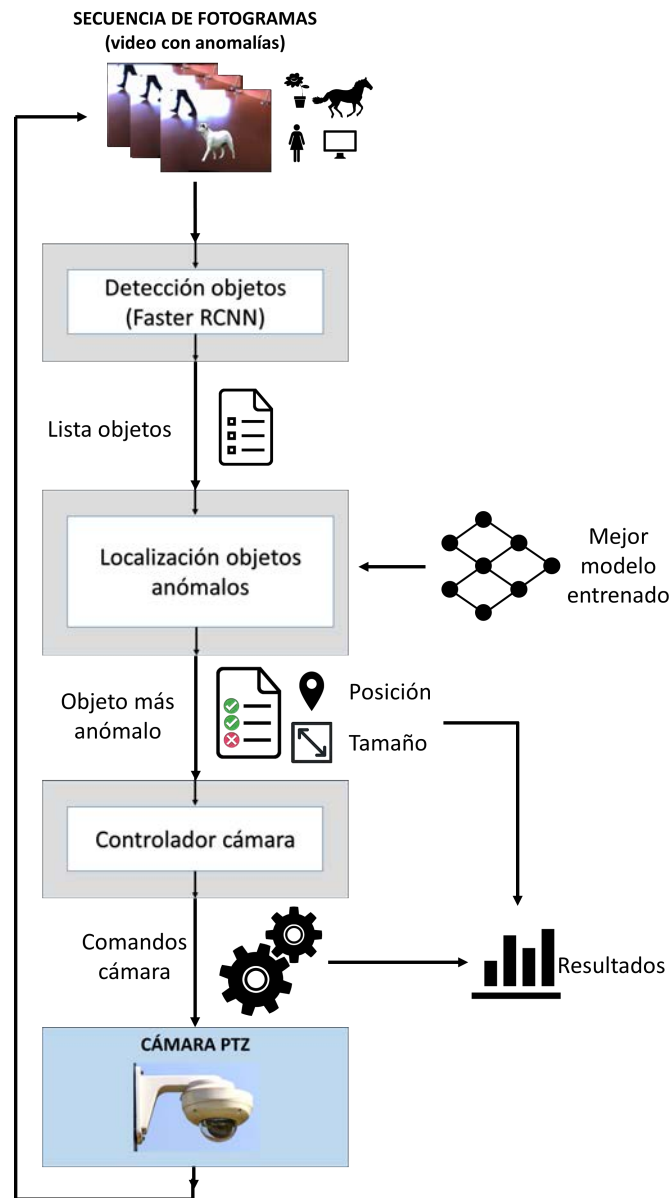 SECUENCIA DE FOTOGRAMAS
(video con anomalías)
Detección objetos
(Faster RCNN)
Lista objetos
Localización objetos
anómalos
Mejor
modelo
entrenado
Objeto más
anómalo
Posición
Tamaño
Controlador cámara
Comandos
cámara
Resultados
CÁMARA PTZ